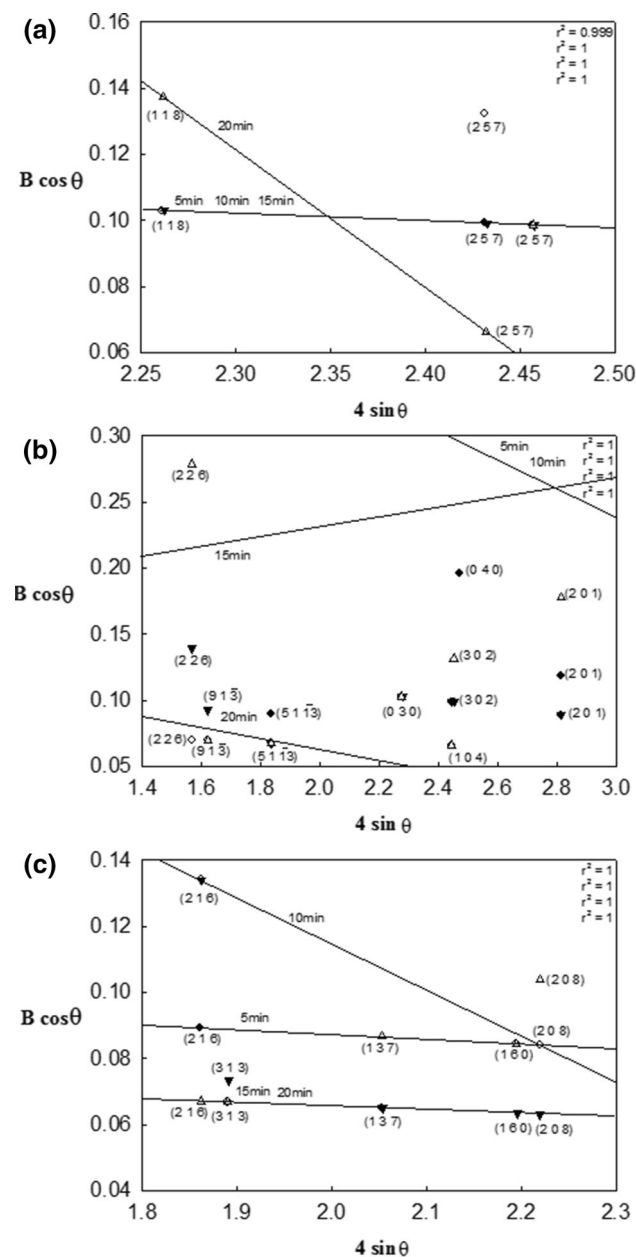 (a)
0.16
r² = 0.999
r² = 1
r² = 1
r² = 1
0.14
(1 1 8)
20min
(2 5 7)
0.12
B cos θ
5min 10min 15min
0.10
(1 1 8)
(2 5 7)
(2 5 7)
0.08
(2 5 7)
0.06
2.25 2.30 2.35 2.40 2.45 2.50
4 sin θ
(b)
0.30
5min
10min
r² = 1
r² = 1
r² = 1
r² = 1
(2 2 6)
0.25
15min
0.20
(0 4 0)
(2 0 1)
B cosθ
0.15
(2 2 6)
(3 0 2)
(2 0 1)
(9 1 3̅)
0.10
20min
(5 1 1̅3̅)
(0 3 0)
(3 0 2)
(2 0 1)
(2 2 6)
(9 1 3̅)
(5 1 1̅3̅)
(1 0 4)
0.05
1.4 1.6 1.8 2.0 2.2 2.4 2.6 2.8 3.0
4 sin θ
(c)
0.14
r² = 1
r² = 1
r² = 1
r² = 1
(2 1 6)
10min
0.12
(2 0 8)
0.10
B cosθ
5min
(2 1 6)
(1 3 7)
(1 6 0)
(2 0 8)
0.08
(3 1 3)
15min 20min
(2 1 6)
(3 1 3)
(1 3 7)
(1 6 0)
(2 0 8)
0.06
0.04
1.8 1.9 2.0 2.1 2.2 2.3
4 sin θ